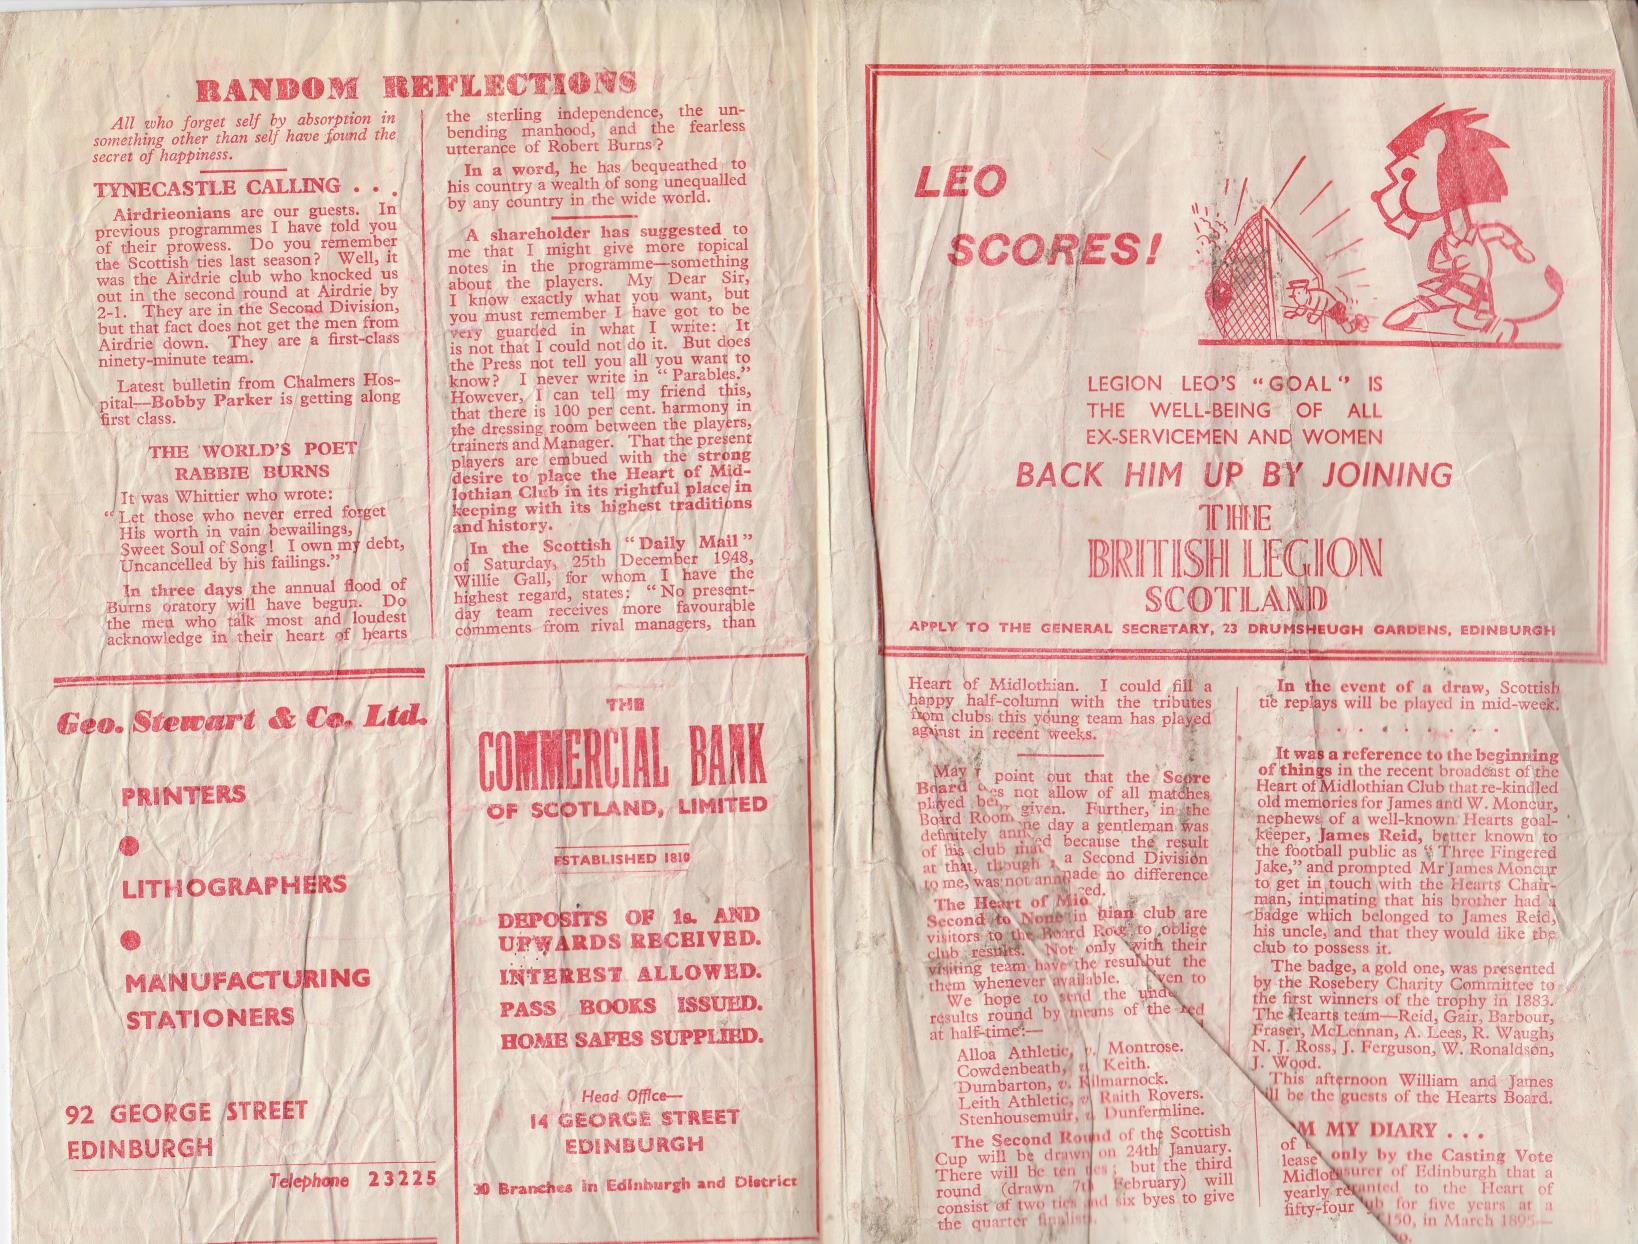 RANDOM REFLECTIONS
All who forget self by absorption in
something other than self have found the
secret of happiness.
TYNECASTLE CALLING . . .
Airdrieonians are our guests. In
previous programmes I have told you
of their prowess. Do you remember
the Scottish ties last season? Well, it
was the Airdrie club who knocked us
out in the second round at Airdrie by
2-1. They are in the Second Division,
but that fact does not get the men from
Airdrie down. They are a first-class
ninety-minute team.
Latest bulletin from Chalmers Hos-
pital—Bobby Parker is getting along
first class.
THE WORLD'S POET
RABBIE BURNS
It was Whittier who wrote:
"Let those who never erred forget
His worth in vain bewailings,
Sweet Soul of Song! I own my debt,
Uncancelled by his failings."
In three days the annual flood of
Burns oratory will have begun. Do
the men who talk most and loudest
acknowledge in their heart of hearts
the sterling independence, the un-
bending manhood, and the fearless
utterance of Robert Burns?
In a word, he has bequeathed to
his country a wealth of song unequalled
by any country in the wide world.
A shareholder has suggested to
me that I might give more topical
notes in the programme—something
about the players. My Dear Sir,
I know exactly what you want, but
you must remember I have got to be
very guarded in what I write: It
is not that I could not do it. But does
the Press not tell you all you want to
know? I never write in "Parables."
However, I can tell my friend this,
that there is 100 per cent. harmony in
the dressing room between the players,
trainers and Manager. That the present
players are embued with the strong
desire to place the Heart of Mid-
lothian Club in its rightful place in
keeping with its highest traditions
and history.
In the Scottish "Daily Mail"
of Saturday, 25th December 1948,
Willie Gall, for whom I have the
highest regard, states: "No present-
day team receives more favourable
comments from rival managers, than
Geo. Stewart & Co. Ltd.
PRINTERS
LITHOGRAPHERS
MANUFACTURING
STATIONERS
92 GEORGE STREET
EDINBURGH
Telephone 23225
THE
COMMERCIAL BANK
OF SCOTLAND, LIMITED
ESTABLISHED 1810
DEPOSITS OF 1s. AND
UPWARDS RECEIVED.
INTEREST ALLOWED.
PASS BOOKS ISSUED.
HOME SAFES SUPPLIED.
Head Office—
14 GEORGE STREET
EDINBURGH
30 Branches in Edinburgh and District
LEO
SCORES!
LEGION LEO'S "GOAL" IS
THE WELL-BEING OF ALL
EX-SERVICEMEN AND WOMEN
BACK HIM UP BY JOINING
THE
BRITISH LEGION
SCOTLAND
APPLY TO THE GENERAL SECRETARY, 23 DRUMSHEUGH GARDENS, EDINBURGH
Heart of Midlothian. I could fill a
happy half-column with the tributes
from clubs this young team has played
against in recent weeks.
May I point out that the Score
Board not allow of all matches
played given. Further, in the
Board Room day a gentleman was
definitely because the result
of his club a Second Division
at that, though made no difference
to me, was not
The Heart of club are
Second to None in to oblige
visitors to the Board with their
club results. Not only but the
visiting team have the result
them whenever available.
We hope to send the
results round by means of the
at half-time:—
Alloa Athletic, v. Montrose.
Cowdenbeath, v. Keith.
Dumbarton, v. Kilmarnock.
Leith Athletic, v. Raith Rovers.
Stenhousemuir, v. Dunfermline.
The Second Round of the Scottish
Cup will be drawn on 24th January.
There will be ten ties; but the third
round (drawn 7th February) will
consist of two ties and six byes to give
the quarter finalists.
In the event of a draw, Scottish
tie replays will be played in mid-week.
. . . . . . .
It was a reference to the beginning
of things in the recent broadcast of the
Heart of Midlothian Club that re-kindled
old memories for James and W. Moncur,
nephews of a well-known Hearts goal-
keeper, James Reid, better known to
the football public as "Three Fingered
Jake," and prompted Mr James Moncur
to get in touch with the Hearts Chair-
man, intimating that his brother had a
badge which belonged to James Reid,
his uncle, and that they would like the
club to possess it.
The badge, a gold one, was presented
by the Rosebery Charity Committee to
the first winners of the trophy in 1883.
The Hearts team—Reid, Gair, Barbour,
Fraser, McLennan, A. Lees, R. Waugh,
N. J. Ross, J. Ferguson, W. Ronaldson,
J. Wood.
This afternoon William and James
be the guests of the Hearts Board.
MY DIARY . . .
only by the Casting Vote
of Edinburgh that a
lease to the Heart of
for five years at a
yearly in March 1895—
fifty-four